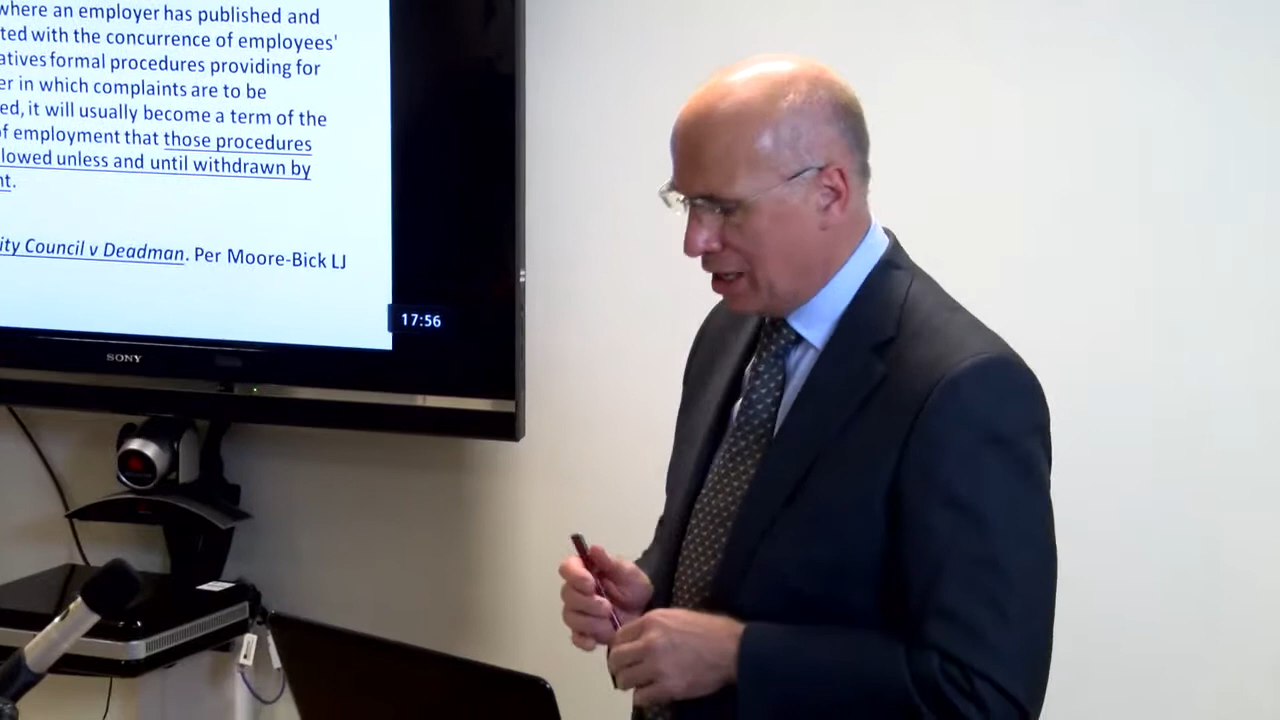 where an employer has published and
ted with the concurrence of employees'
atives formal procedures providing for
er in which complaints are to be
ed, it will usually become a term of the
of employment that those procedures
lowed unless and until withdrawn by
nt.
ity Council v Deadman. Per Moore-Bick LJ
17:56
SONY